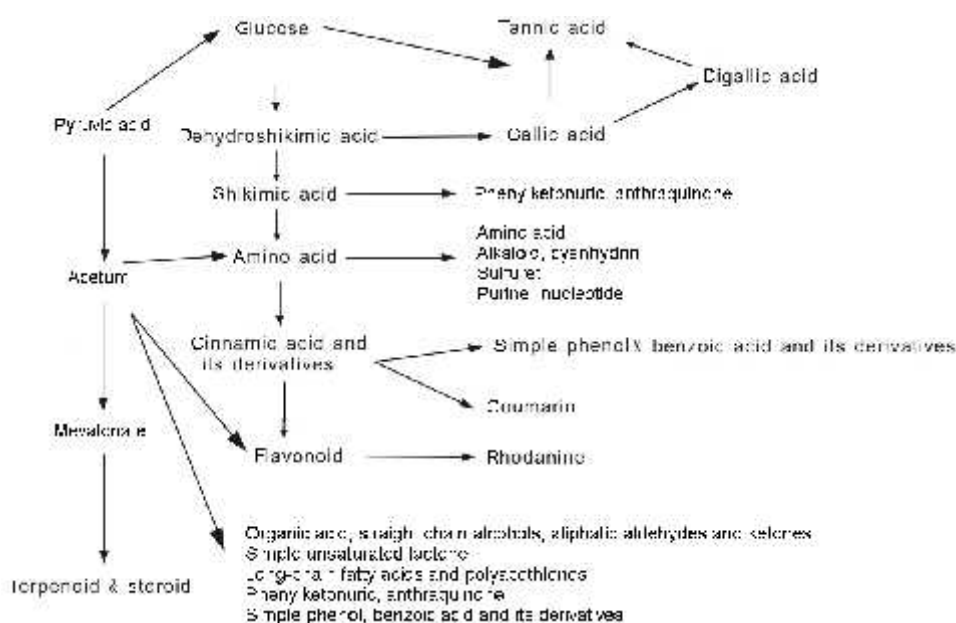 Glucose
Tannic acid
Digallic acid
Pyruvic acid
Dehydroshikimic acid
Gallic acid
Shikimic acid
Pheny ketonuric, anthraquinone
Amino acid
Amino acid
Alkaloid, cyanhydrin
Sulfuret
Purine, nucleotide
Acetum
Cinnamic acid and
its derivatives
Simple phenol& benzoic acid and its derivatives
Coumarin
Mevalonate
Flavonoid
Rhodanine
Organic acid, straight chain alcohols, aliphatic aldehydes and ketones
Simple unsaturated lactone
Long-chain fatty acids and
Pheny ketonuric, anthraquinone
Simple phenol, benzoic acid and its derivatives
Terpenoid & steroid